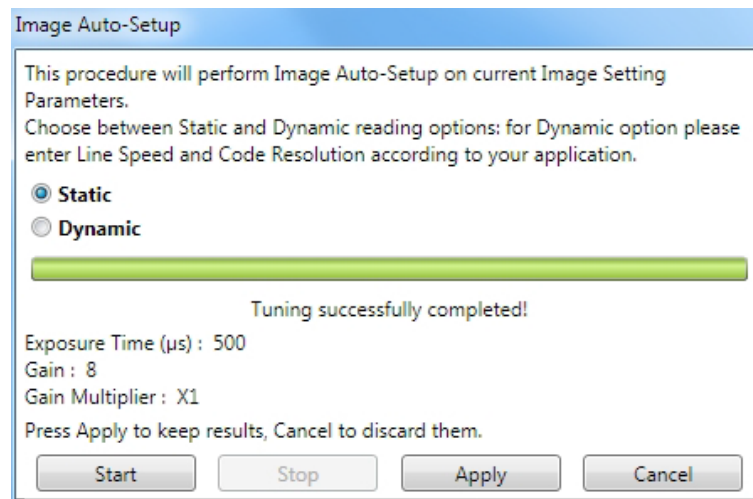 Image Auto-Setup
This procedure will perform Image Auto-Setup on current Image Setting
Parameters.
Choose between Static and Dynamic reading options: for Dynamic option please
enter Line Speed and Code Resolution according to your application.
Static
Dynamic
Tuning successfully completed!
Exposure Time (µs) : 500
Gain : 8
Gain Multiplier : X1
Press Apply to keep results, Cancel to discard them.
Start Stop Apply Cancel